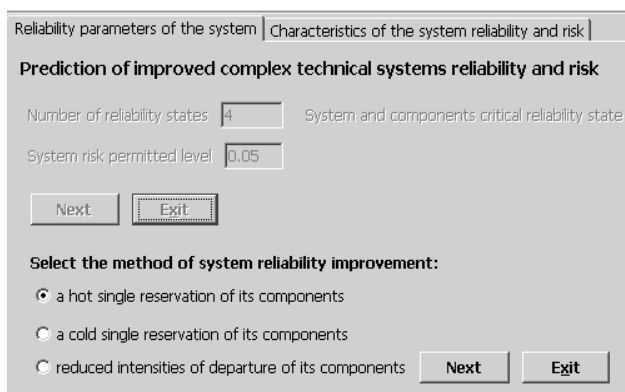 Reliability parameters of the system Characteristics of the system reliability and risk
Prediction of improved complex technical systems reliability and risk
Number of reliability states 4 System and components critical reliability state
System risk permitted level 0.05
Next Exit
Select the method of system reliability improvement:
a hot single reservation of its components
a cold single reservation of its components
reduced intensities of departure of its components Next Exit